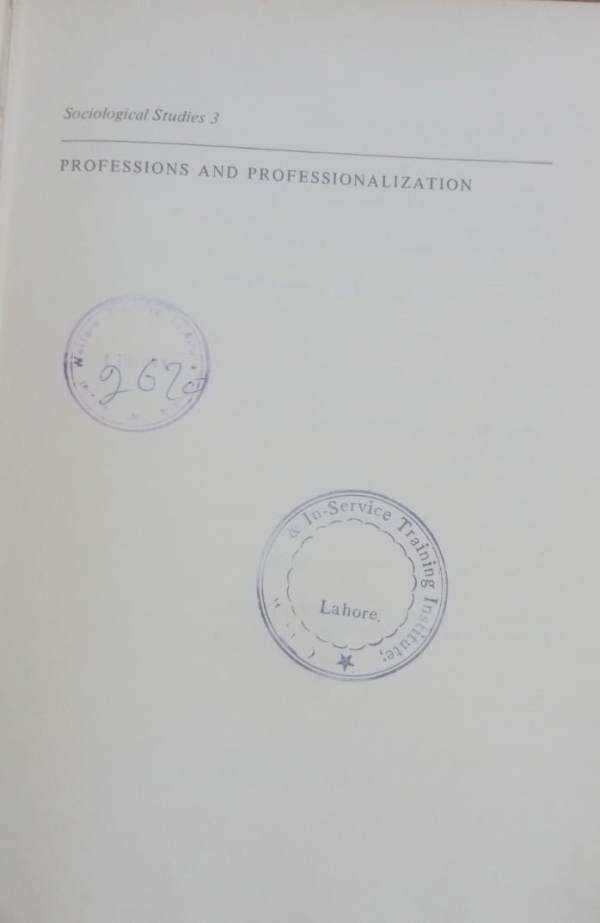 Sociological Studies 3
PROFESSIONS AND PROFESSIONALIZATION
2620
& In-Service Training Institute;
Lahore.